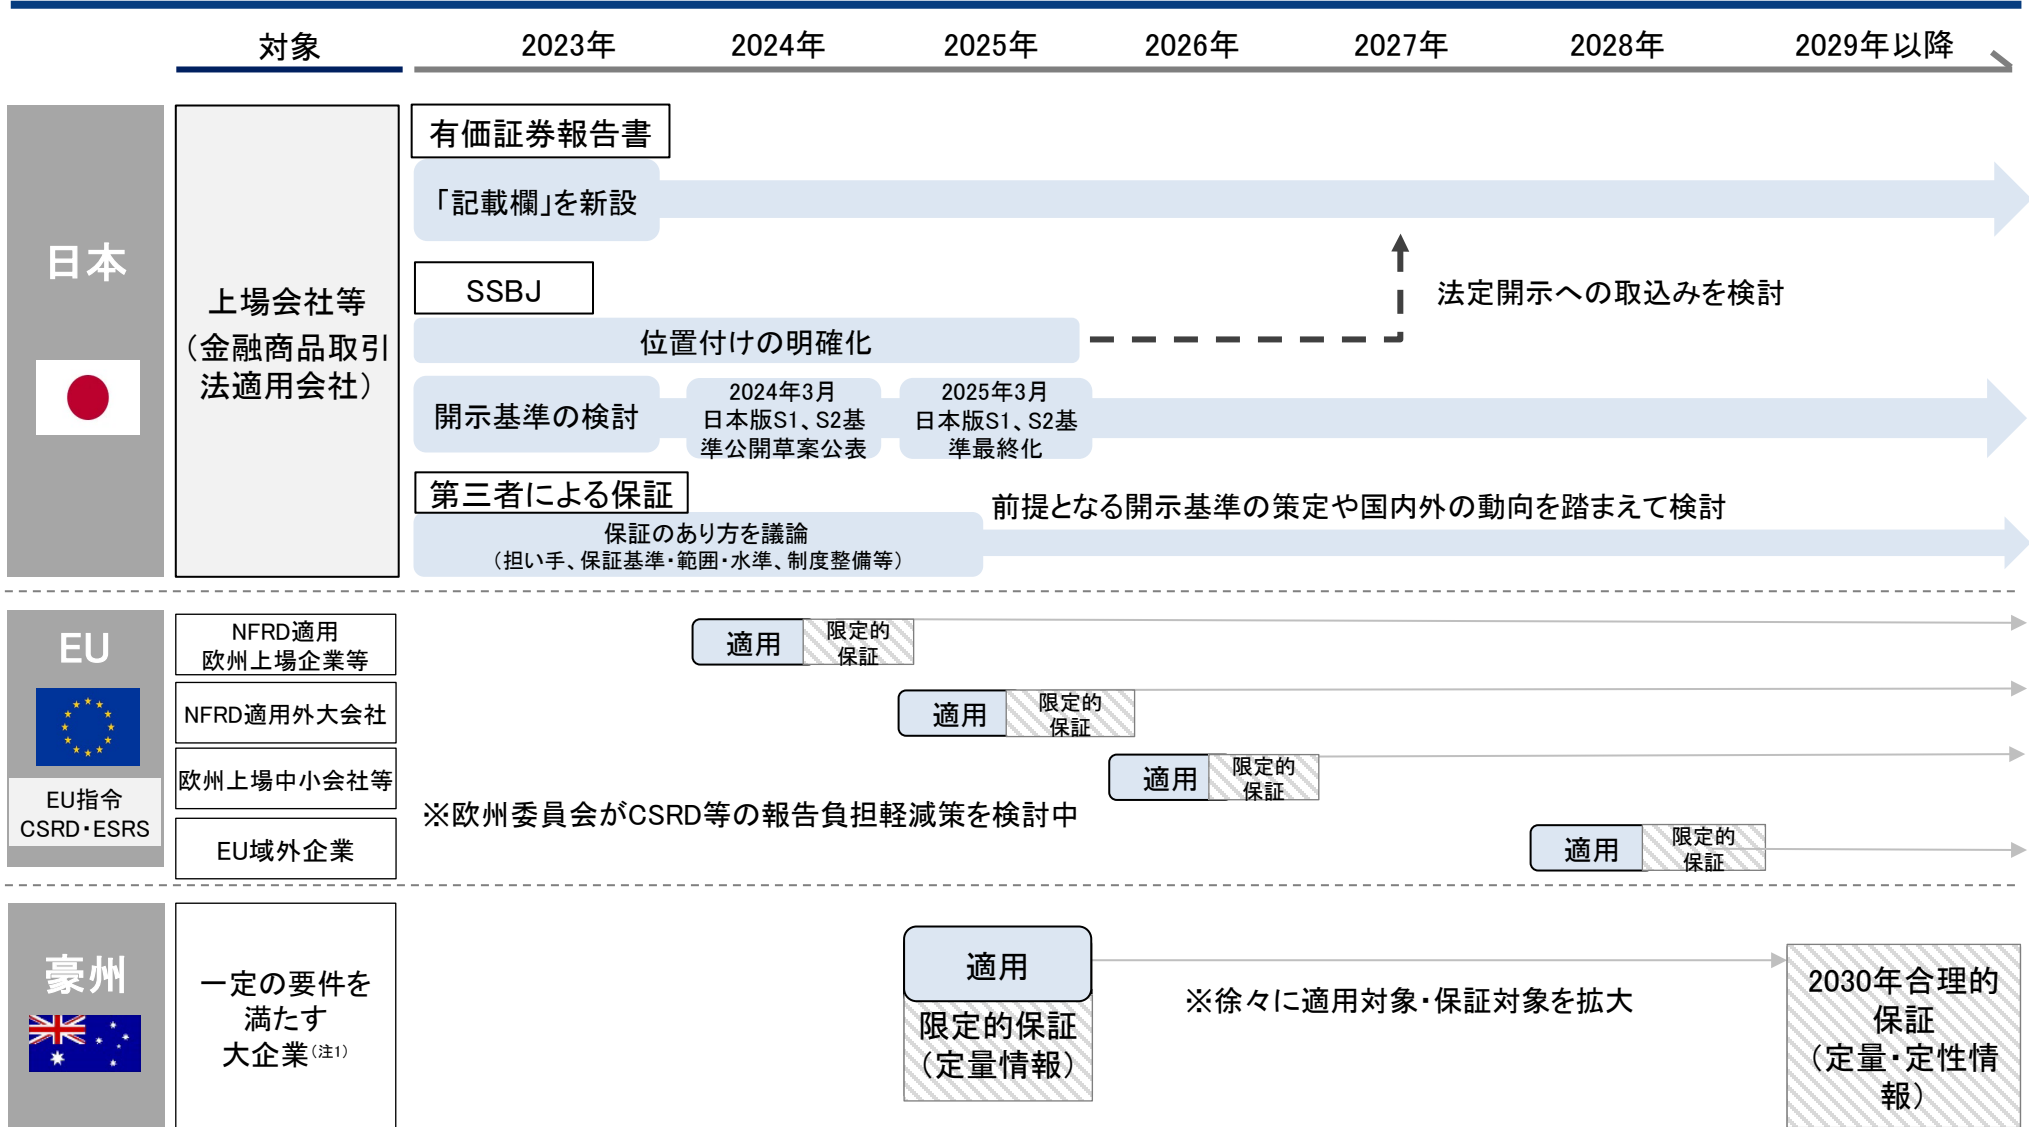 対象
2023年
2024年
2025年
2026年
2027年
2028年
2029年以降
日本
上場会社等
（金融商品取引
法適用会社）
有価証券報告書
「記載欄」を新設
SSBJ
位置付けの明確化
法定開示への取込みを検討
開示基準の検討
2024年3月
日本版S1、S2基
準公開草案公表
2025年3月
日本版S1、S2基
準最終化
第三者による保証
前提となる開示基準の策定や国内外の動向を踏まえて検討
保証のあり方を議論
（担い手、保証基準・範囲・水準、制度整備等）
EU
EU指令
CSRD・ESRS
NFRD適用
欧州上場企業等
適用
限定的
保証
NFRD適用外大会社
適用
限定的
保証
欧州上場中小会社等
適用
限定的
保証
※欧州委員会がCSRD等の報告負担軽減策を検討中
EU域外企業
適用
限定的
保証
豪州
一定の要件を
満たす
大企業（注1）
適用
限定的保証
（定量情報）
※徐々に適用対象・保証対象を拡大
2030年合理的
保証
（定量・定性情
報）